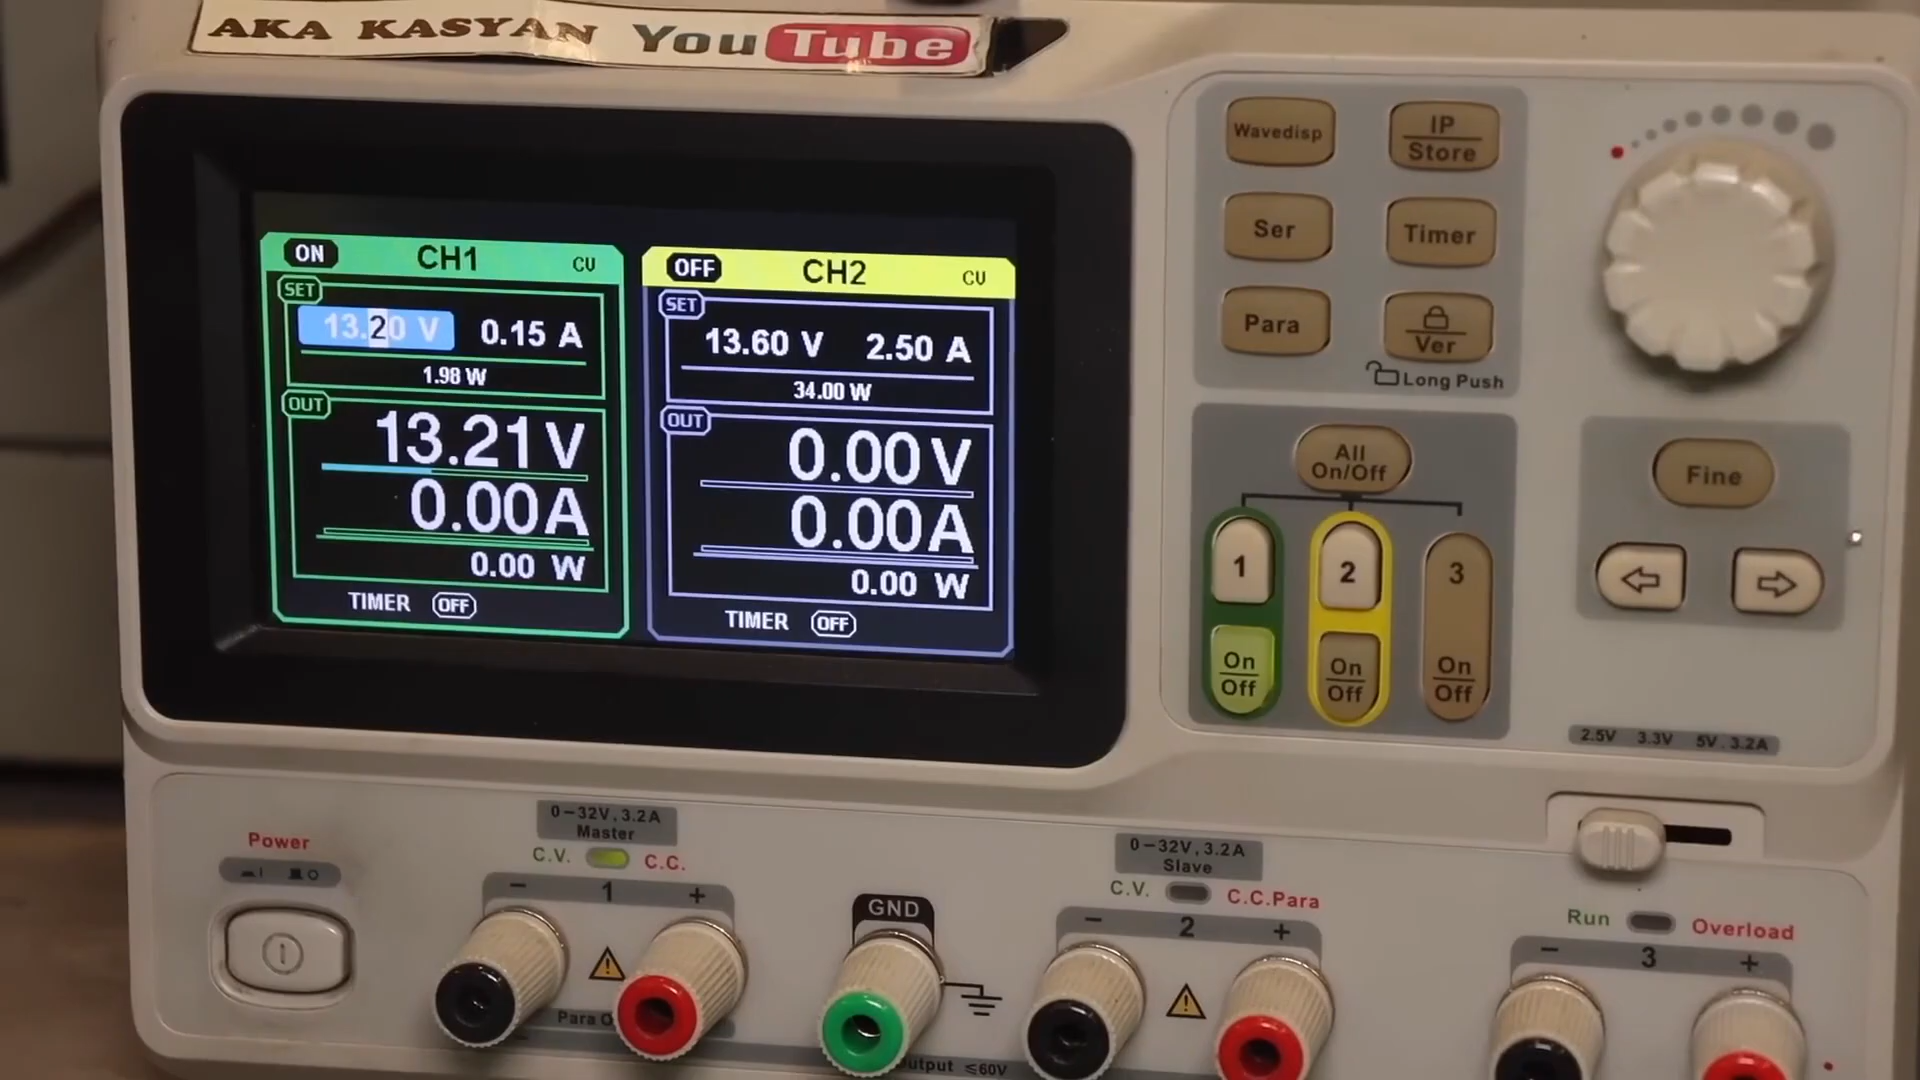 AKA KASYAN YouTube
ON CH1 CV
SET
13.20 V 0.15 A
1.98 W
OUT
13.21V
0.00A
0.00 W
TIMER OFF
OFF CH2 CV
SET
13.60 V 2.50 A
34.00 W
OUT
0.00V
0.00A
0.00 W
TIMER OFF
Wavedisp
IP
Store
Ser
Timer
Para
Ver
Long Push
All
On/Off
1
2
3
On
Off
On
Off
On
Off
Fine
2.5V 3.3V 5V,3.2A
Power
0-32V,3.2A
Master
C.V. C.C.
- 1 +
Para
GND
0-32V,3.2A
Slave
C.V. C.C.Para
- 2 +
utput ≤60V
Run Overload
- 3 +